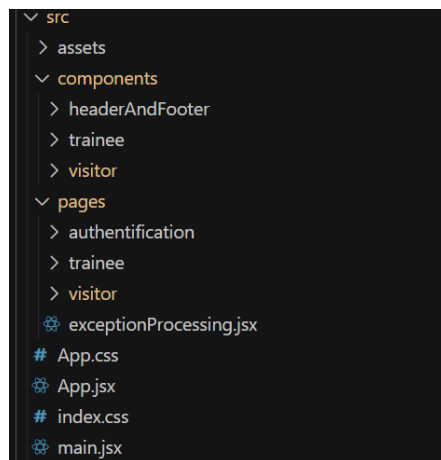 src
assets
components
headerAndFooter
trainee
visitor
pages
authentification
trainee
visitor
exceptionProcessing.jsx
# App.css
App.jsx
# index.css
main.jsx